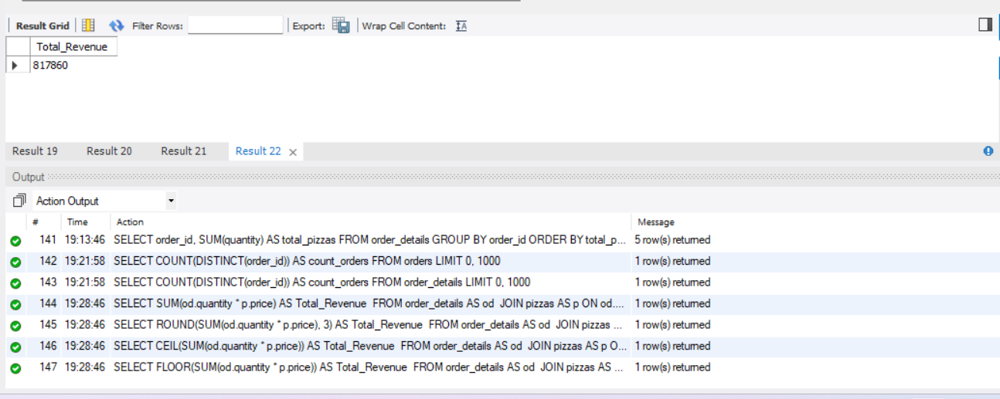 Result Grid Filter Rows: Export: Wrap Cell Content: IA
Total_Revenue
817860
Result 19 Result 20 Result 21 Result 22 ×
Output
Action Output
# Time Action Message
141 19:13:46 SELECT order_id, SUM(quantity) AS total_pizzas FROM order_details GROUP BY order_id ORDER BY total_p... 5 row(s) returned
142 19:21:58 SELECT COUNT(DISTINCT(order_id)) AS count_orders FROM orders LIMIT 0, 1000 1 row(s) returned
143 19:21:58 SELECT COUNT(DISTINCT(order_id)) AS count_orders FROM order_details LIMIT 0, 1000 1 row(s) returned
144 19:28:46 SELECT SUM(od.quantity * p.price) AS Total_Revenue FROM order_details AS od JOIN pizzas AS p ON od.... 1 row(s) returned
145 19:28:46 SELECT ROUND(SUM(od.quantity * p.price), 3) AS Total_Revenue FROM order_details AS od JOIN pizzas ... 1 row(s) returned
146 19:28:46 SELECT CEIL(SUM(od.quantity * p.price)) AS Total_Revenue FROM order_details AS od JOIN pizzas AS p O... 1 row(s) returned
147 19:28:46 SELECT FLOOR(SUM(od.quantity * p.price)) AS Total_Revenue FROM order_details AS od JOIN pizzas AS ... 1 row(s) returned